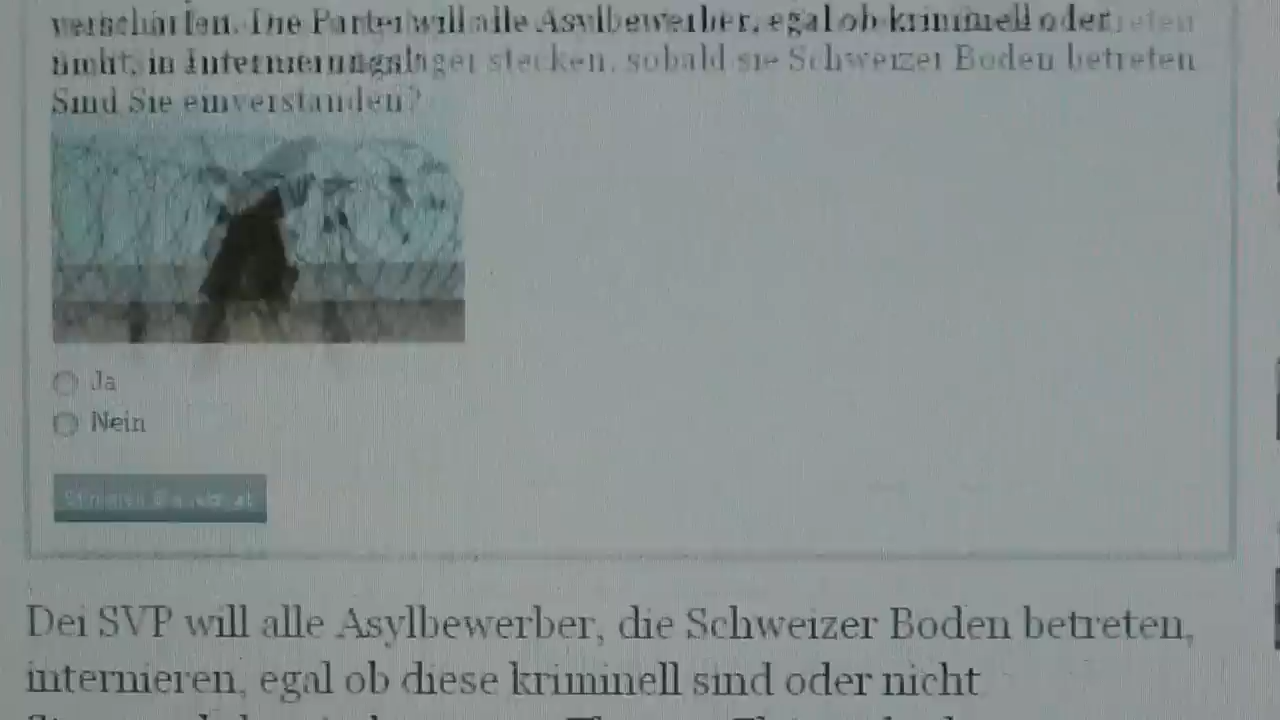 verschärfen. Die Partei will alle Asylbewerber, egal ob kriminell oder
nicht, in Internierungslager stecken, sobald sie Schweizer Boden betreten
Sind Sie einverstanden?
Ja
Nein
Dei SVP will alle Asylbewerber, die Schweizer Boden betreten,
internieren, egal ob diese kriminell sind oder nicht